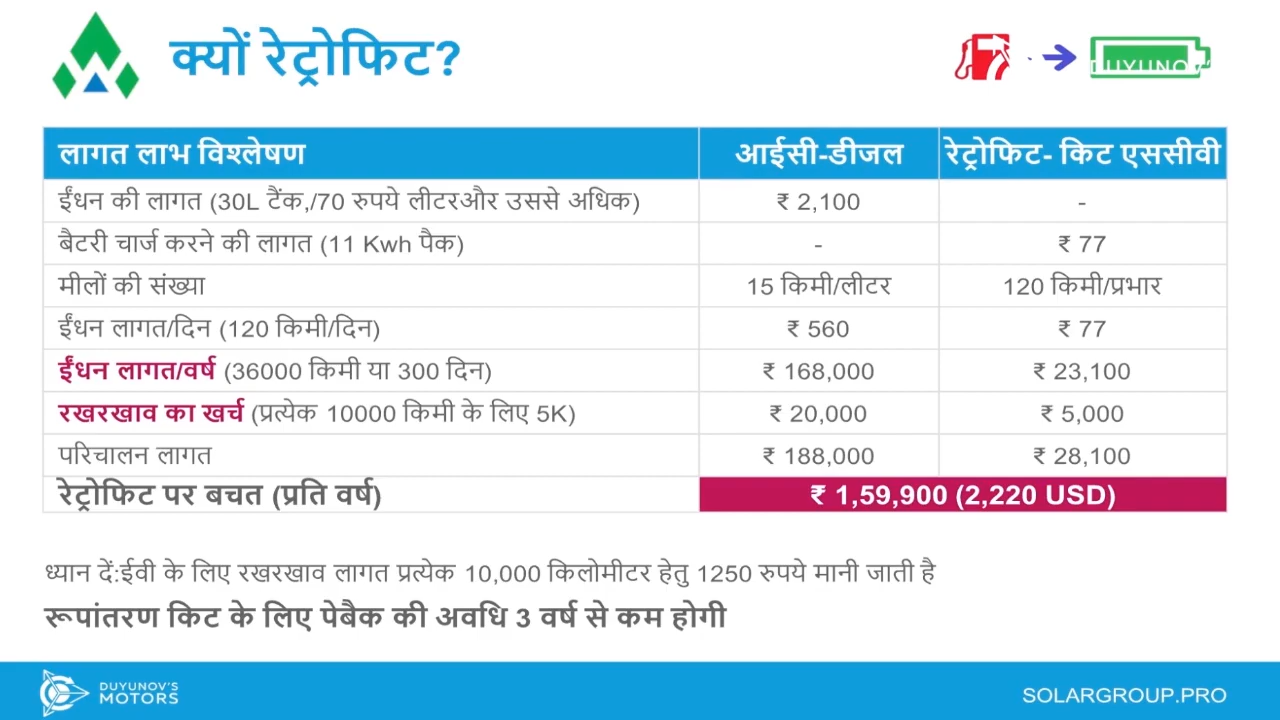 क्यों रेट्रोफिट?
DUYUNOV
लागत लाभ विश्लेषण आईसी-डीजल रेट्रोफिट- किट एससीवी
ईंधन की लागत (30L टैंक,/70 रुपये लीटरऔर उससे अधिक) ₹ 2,100 -
बैटरी चार्ज करने की लागत (11 Kwh पैक) - ₹ 77
मीलों की संख्या 15 किमी/लीटर 120 किमी/प्रभार
ईंधन लागत/दिन (120 किमी/दिन) ₹ 560 ₹ 77
ईंधन लागत/वर्ष (36000 किमी या 300 दिन) ₹ 168,000 ₹ 23,100
रखरखाव का खर्च (प्रत्येक 10000 किमी के लिए 5K) ₹ 20,000 ₹ 5,000
परिचालन लागत ₹ 188,000 ₹ 28,100
रेट्रोफिट पर बचत (प्रति वर्ष) ₹ 1,59,900 (2,220 USD)
ध्यान दें:ईवी के लिए रखरखाव लागत प्रत्येक 10,000 किलोमीटर हेतु 1250 रुपये मानी जाती है
रूपांतरण किट के लिए पेबैक की अवधि 3 वर्ष से कम होगी
DUYUNOV'S
MOTORS
SOLARGROUP.PRO